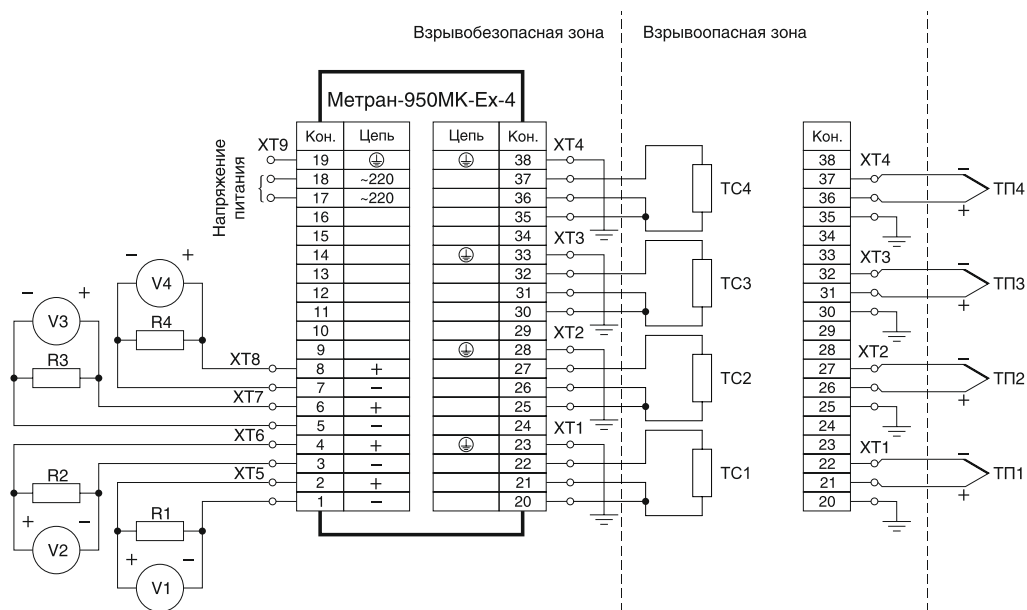 Взрывобезопасная зона
Взрывоопасная зона
Метран-950МК-Ех-4
Кон. Цепь
Цепь Кон.
Кон.
Напряжение питания
XT9
19
18 ~220
17 ~220
16
15
14
13
12
11
10
9
8 +
7 −
6 +
5 −
4 +
3 −
2 +
1 −
38
37
36
35
34
33
32
31
30
29
28
27
26
25
24
23
22
21
20
XT4
XT3
XT2
XT1
XT8
XT7
XT6
XT5
− V4 +
R4
− V3 +
R3
R2
+ V2 −
R1
+ V1 −
ТС4
ТС3
ТС2
ТС1
38
37
36
35
34
33
32
31
30
29
28
27
26
25
24
23
22
21
20
XT4
XT3
XT2
XT1
− + ТП4
− + ТП3
− + ТП2
− + ТП1